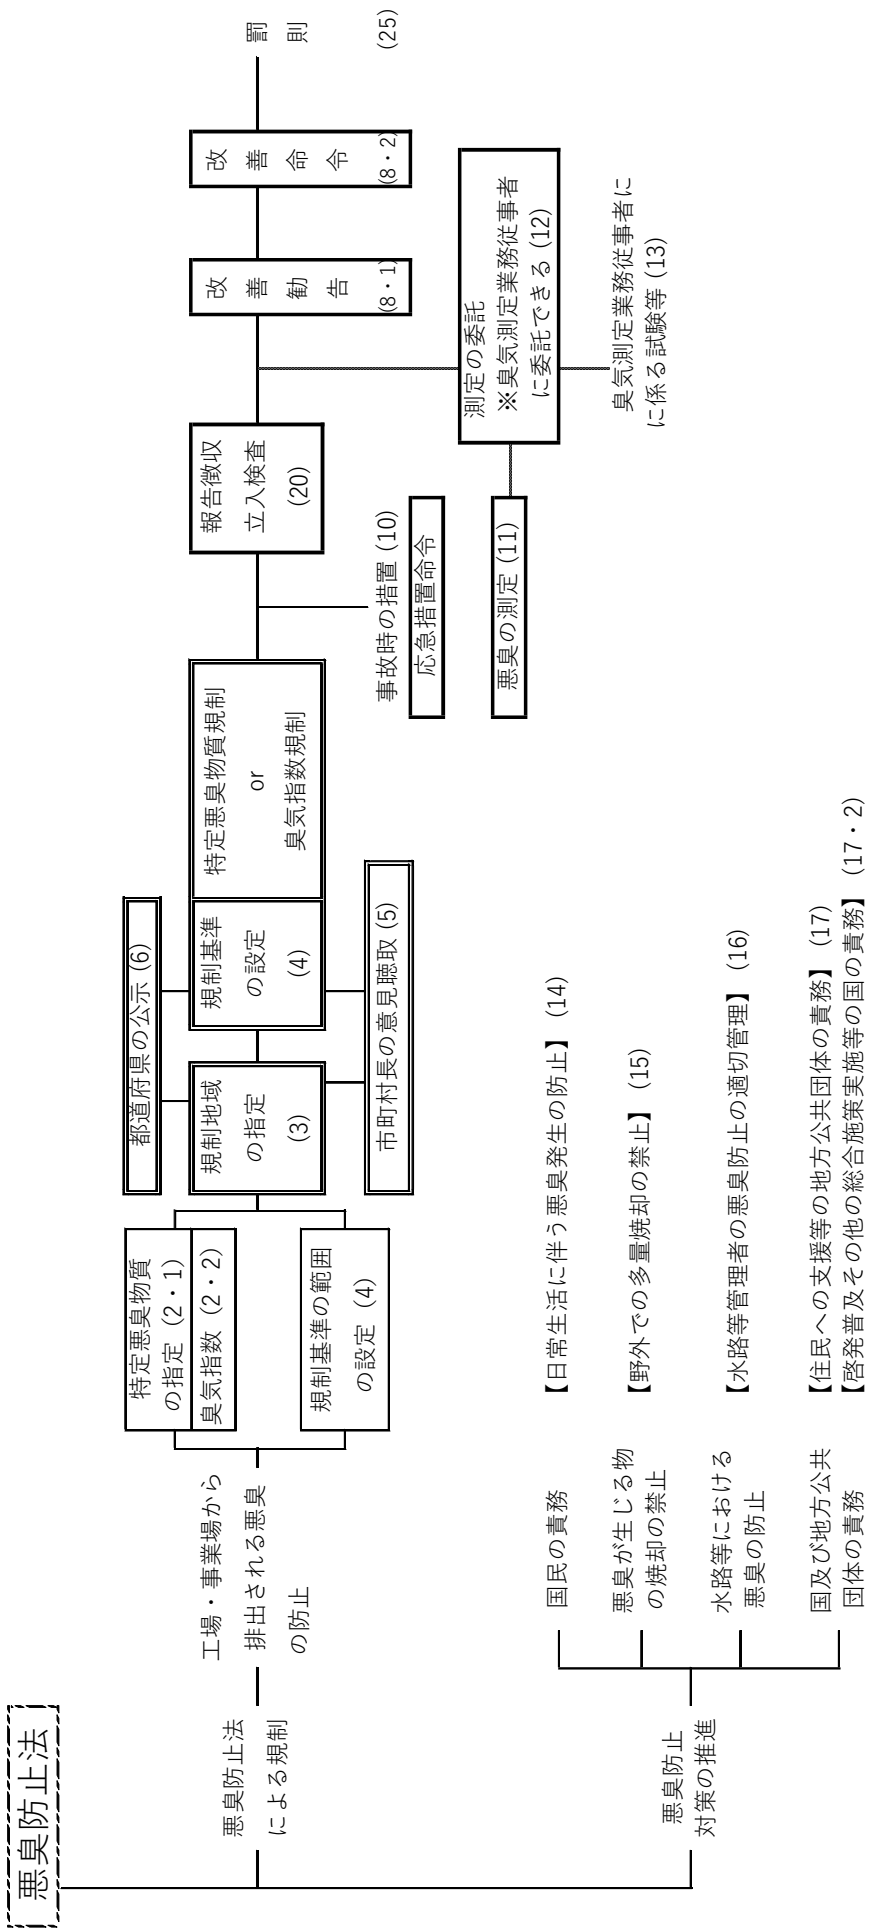 悪臭防止法
悪臭防止法
による規制
工場・事業場から
排出される悪臭
の防止
特定悪臭物質
の指定（2・1）
臭気指数（2・2）
規制基準の範囲
の設定（4）
都道府県の公示 (6)
規制地域
の指定
(3)
規制基準
の設定
(4)
市町村長の意見聴取 (5)
特定悪臭物質規制
or
臭気指数規制
事故時の措置 (10)
応急措置命令
報告徴収
立入検査
(20)
悪臭の測定 (11)
測定の委託
※臭気測定業務従事者
に委託できる (12)
臭気測定業務従事者に
に係る試験等 (13)
改善勧告
(8・1)
改善命令
(8・2)
罰則
(25)
悪臭防止
対策の推進
国民の責務
【日常生活に伴う悪臭発生の防止】（14）
悪臭が生じる物
の焼却の禁止
【野外での多量焼却の禁止】（15）
水路等における
悪臭の防止
【水路等管理者の悪臭防止の適切管理】（16）
国及び地方公共
団体の責務
【住民への支援等の地方公共団体の責務】（17）
【啓発普及その他の総合施策実施等の国の責務】（17・2）